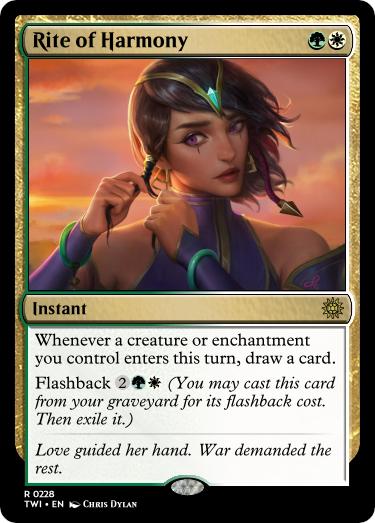 Rite of Harmony
Instant
Whenever a creature or enchantment
you control enters this turn, draw a card.
Flashback 2 (You may cast this card
from your graveyard for its flashback cost.
Then exile it.)
Love guided her hand. War demanded the
rest.
R 0228
TWI • EN Chris Dylan